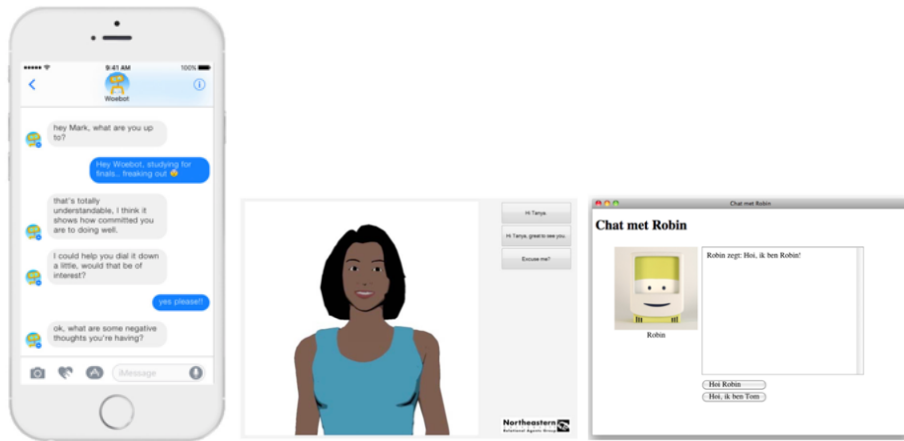 9:41 AM
100%
Woebot
hey Mark, what are you up
to?
Hey Woebot, studying for
finals.. freaking out 😰
that's totally
understandable, I think it
shows how committed you
are to doing well.
I could help you dial it down
a little, would that be of
interest?
yes please!!
ok, what are some negative
thoughts you're having?
iMessage
Hi Tanya.
Hi Tanya, great to see you.
Excuse me?
Northeastern
Relational Agents Group
Chat met Robin
Chat met Robin
Robin zegt: Hoi, ik ben Robin!
Robin
Hoi Robin
Hoi, ik ben Tom